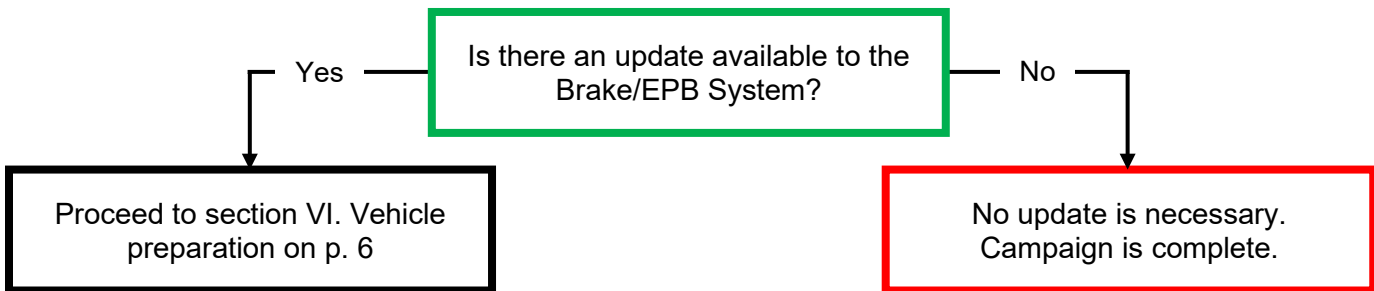 Is there an update available to the
Brake/EPB System?
Yes
No
Proceed to section VI. Vehicle
preparation on p. 6
No update is necessary.
Campaign is complete.